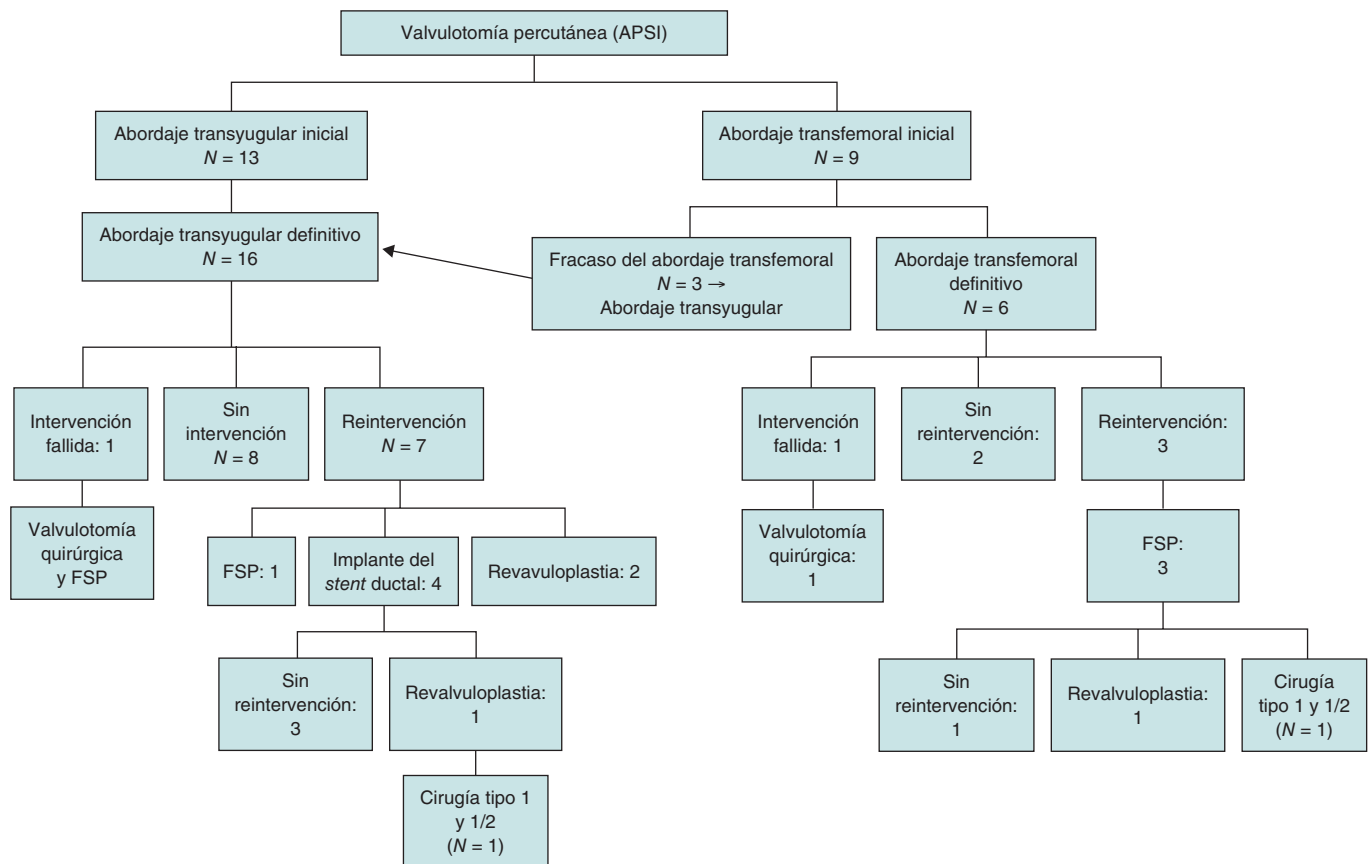 Valvulotomía percutánea (APSI)
Abordaje transyugular inicial
N = 13
Abordaje transfemoral inicial
N = 9
Abordaje transyugular definitivo
N = 16
Fracaso del abordaje transfemoral
N = 3 →
Abordaje transyugular
Abordaje transfemoral
definitivo
N = 6
Intervención
fallida: 1
Sin
intervención
N = 8
Reintervención
N = 7
Intervención
fallida: 1
Sin
reintervención:
2
Reintervención:
3
Valvulotomía
quirúrgica
y FSP
FSP: 1
Implante del
stent ductal: 4
Revavuloplastia: 2
Valvulotomía
quirúrgica:
1
FSP:
3
Sin
reintervención:
3
Revalvuloplastia:
1
Sin
reintervención:
1
Revalvuloplastia:
1
Cirugía
tipo 1 y 1/2
(N = 1)
Cirugía tipo 1
y 1/2
(N = 1)